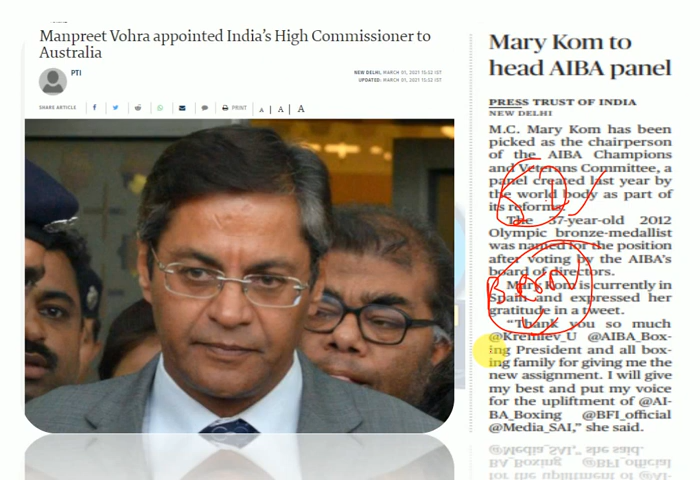 Manpreet Vohra appointed India's High Commissioner to
Australia
PTI
NEW DELHI, MARCH 01, 2021 15:52 IST
UPDATED: MARCH 01, 2021 15:52 IST
SHARE ARTICLE
PRINT
A
A
A
Mary Kom to
head AIBA panel
PRESS TRUST OF INDIA
NEW DELHI
M.C. Mary Kom has been
picked as the chairperson
of the AIBA Champions
and Veterans Committee, a
panel created last year by
the world body as part of
its reforms.
The 37-year-old 2012
Olympic bronze-medallist
was named for the position
after voting by the AIBA's
board of directors.
Mary Kom is currently in
Spain and expressed her
gratitude in a tweet.
"Thank you so much
@Kremlev_U @AIBA_Box-
ing President and all box-
ing family for giving me the
new assignment. I will give
my best and put my voice
for the upliftment of @AI-
BA_Boxing @BFI_official
@Media_SAI," she said.